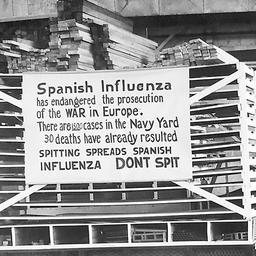 Spanish Influenza
has endangered the prosecution
of the WAR in Europe.
There are 1500 cases in the Navy Yard
30 deaths have already resulted
SPITTING SPREADS SPANISH
INFLUENZA DONT SPIT